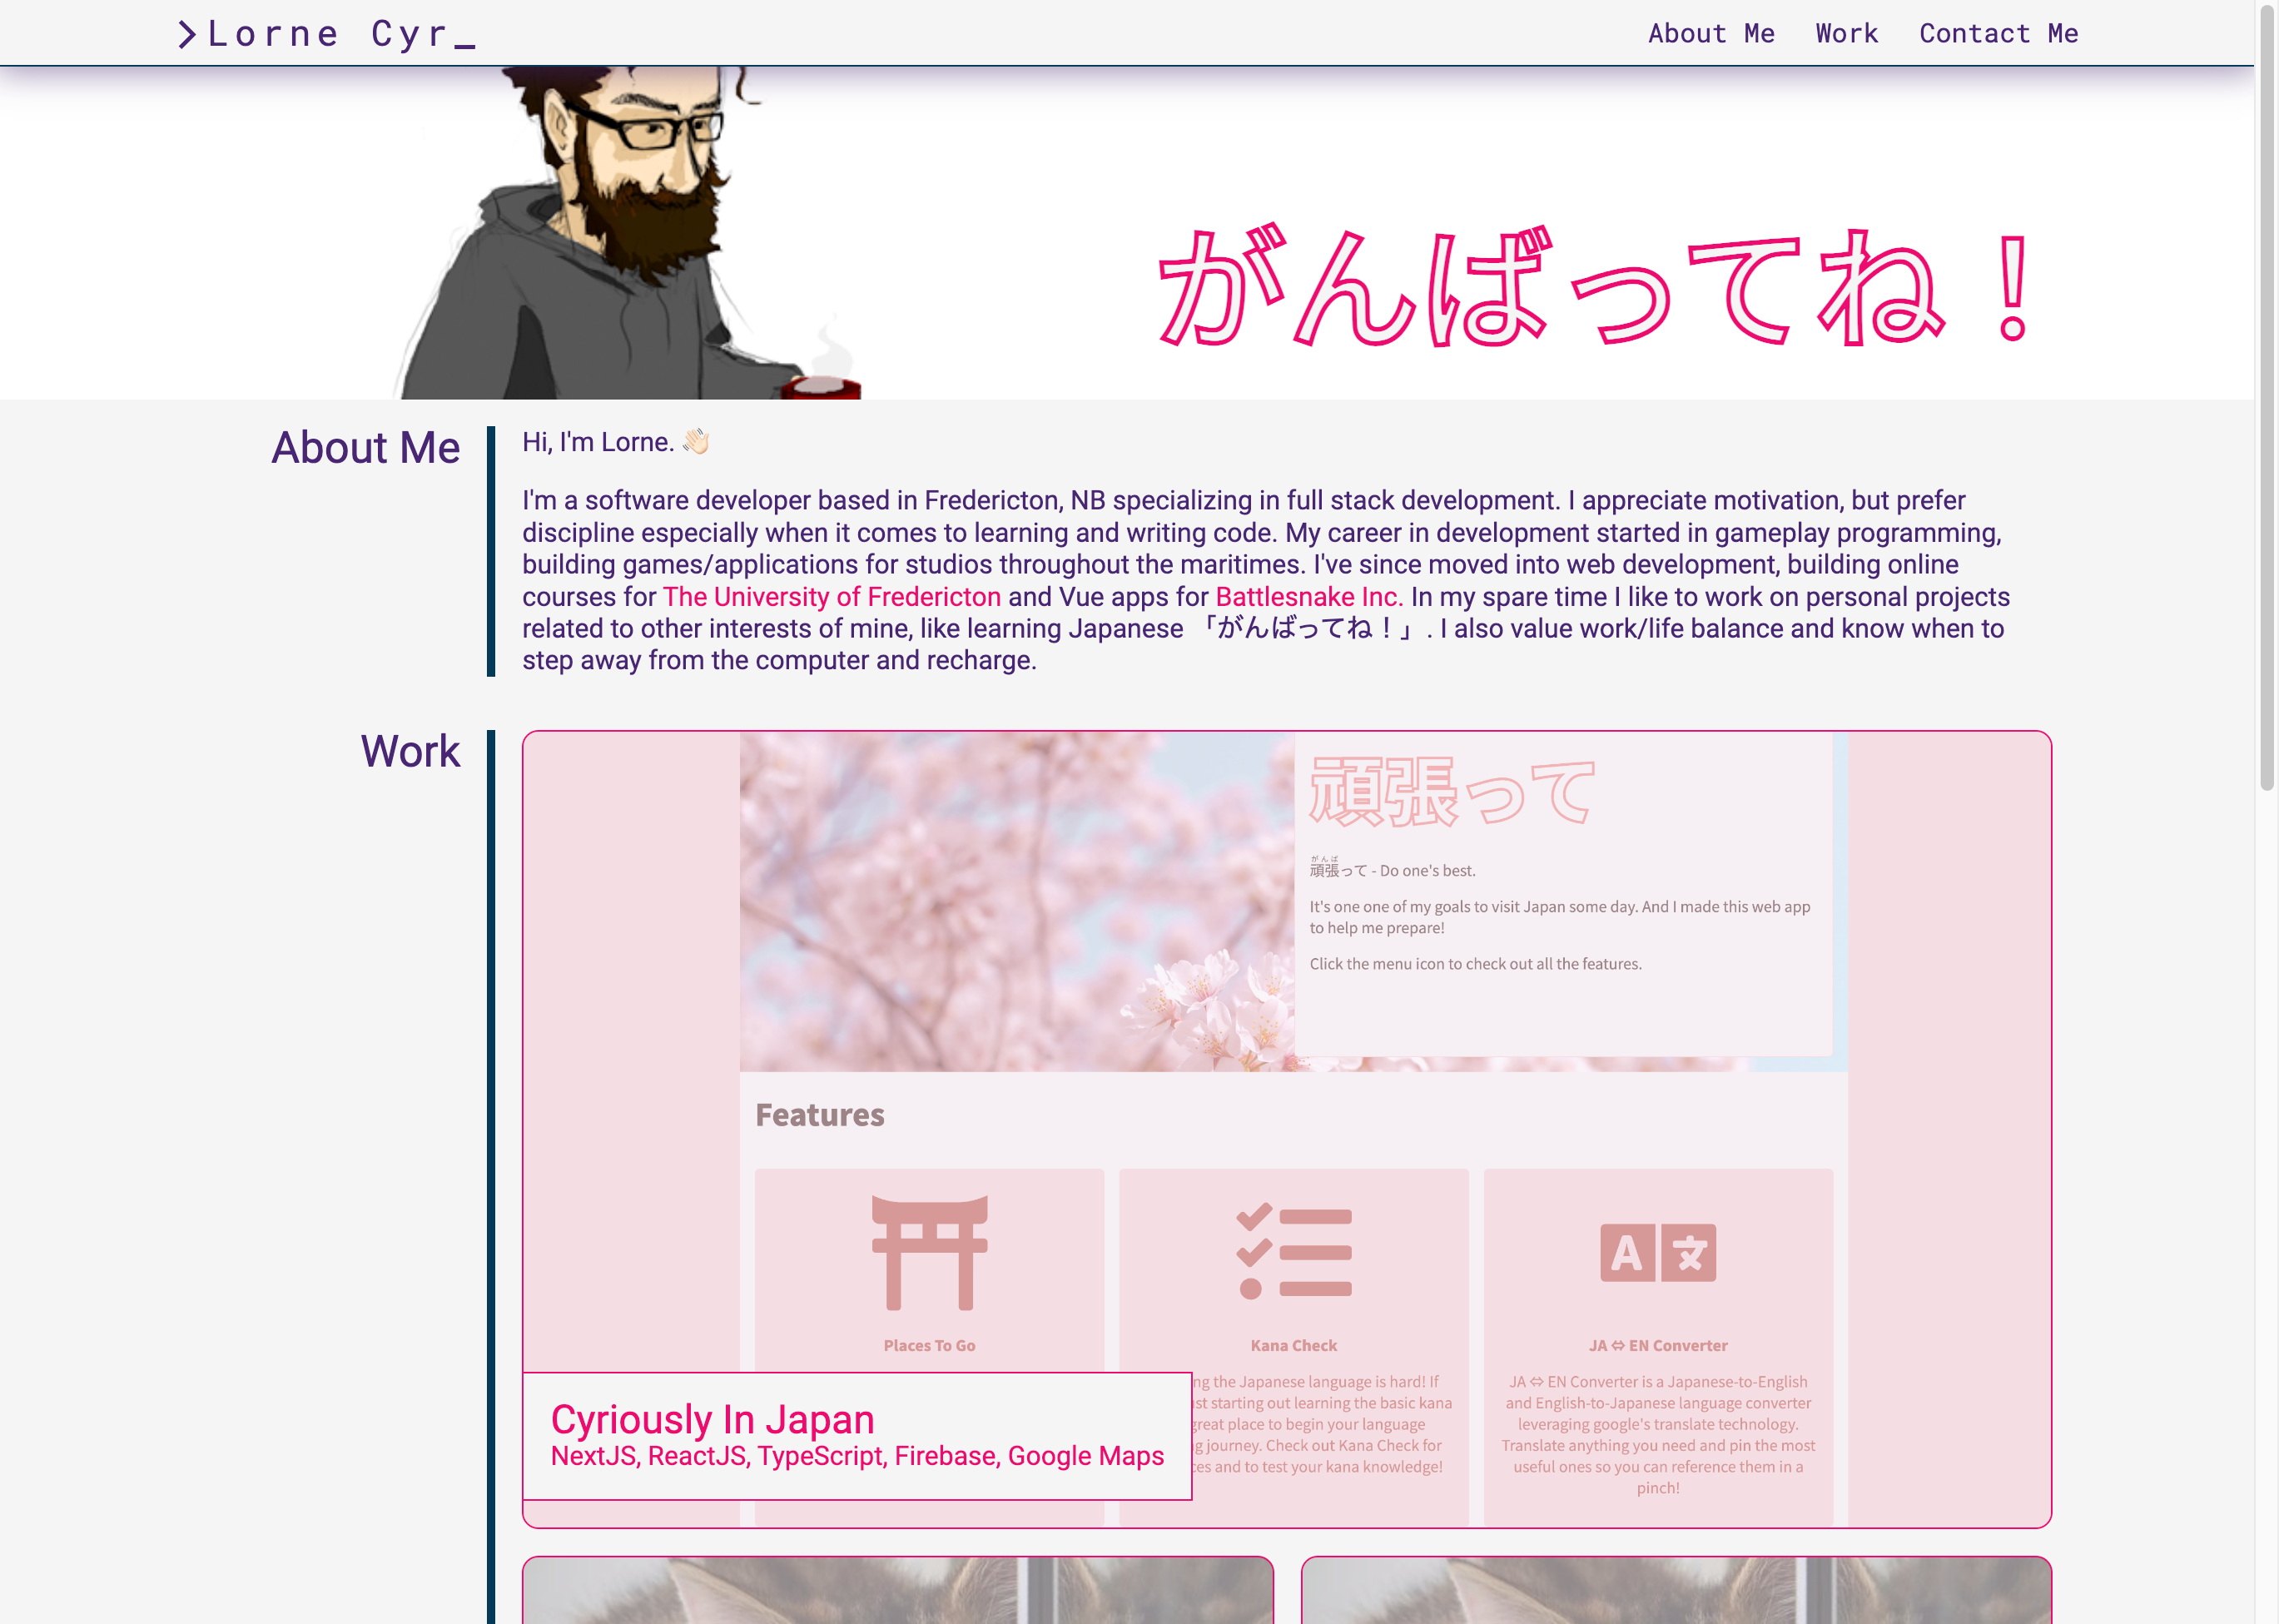 Lorne Cyr_
About Me
Work
Contact Me
がんばってね！
About Me
Hi, I'm Lorne. 👋🏻
I'm a software developer based in Fredericton, NB specializing in full stack development. I appreciate motivation, but prefer
discipline especially when it comes to learning and writing code. My career in development started in gameplay programming,
building games/applications for studios throughout the maritimes. I've since moved into web development, building online
courses for The University of Fredericton and Vue apps for Battlesnake Inc. In my spare time I like to work on personal projects
related to other interests of mine, like learning Japanese 「がんばってね！」. I also value work/life balance and know when to
step away from the computer and recharge.
Work
頑張って
がんば
頑張って - Do one's best.
It's one one of my goals to visit Japan some day. And I made this web app
to help me prepare!
Click the menu icon to check out all the features.
Features
Places To Go
Kana Check
the Japanese language is hard! If
starting out learning the basic kana
great place to begin your language
journey. Check out Kana Check for
and to test your kana knowledge!
A 文
JA ⇔ EN Converter
JA ⇔ EN Converter is a Japanese-to-English
and English-to-Japanese language converter
leveraging google's translate technology.
Translate anything you need and pin the most
useful ones so you can reference them in a
pinch!
Cyriously In Japan
NextJS, ReactJS, TypeScript, Firebase, Google Maps